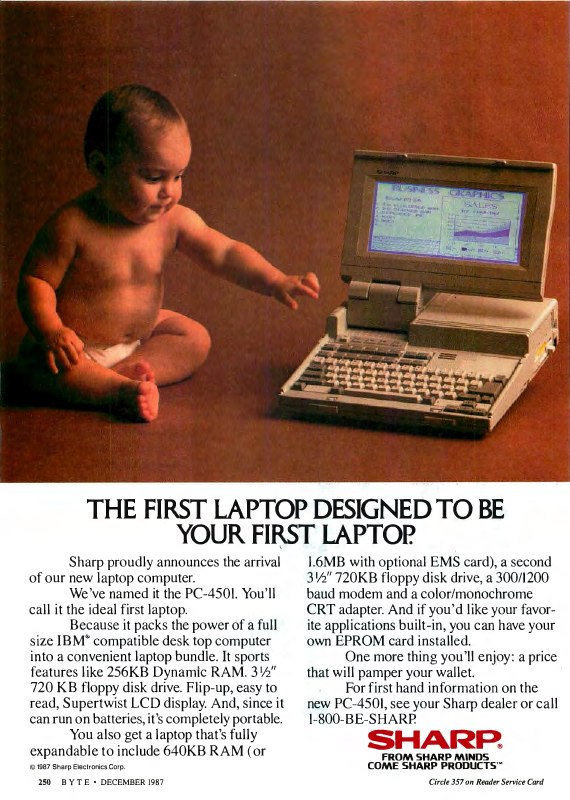 SHARP
BUSINESS GRAPHICS
SALES
THE FIRST LAPTOP DESIGNED TO BE
YOUR FIRST LAPTOP.
Sharp proudly announces the arrival
of our new laptop computer.
We've named it the PC-4501. You'll
call it the ideal first laptop.
Because it packs the power of a full
size IBM* compatible desk top computer
into a convenient laptop bundle. It sports
features like 256KB Dynamic RAM. 3½"
720 KB floppy disk drive. Flip-up, easy to
read, Supertwist LCD display. And, since it
can run on batteries, it's completely portable.
You also get a laptop that's fully
expandable to include 640KB RAM (or
1.6MB with optional EMS card), a second
3½" 720KB floppy disk drive, a 300/1200
baud modem and a color/monochrome
CRT adapter. And if you'd like your favor-
ite applications built-in, you can have your
own EPROM card installed.
One more thing you'll enjoy: a price
that will pamper your wallet.
For first hand information on the
new PC-4501, see your Sharp dealer or call
1-800-BE-SHARP.
SHARP®
FROM SHARP MINDS
COME SHARP PRODUCTS™
© 1987 Sharp Electronics Corp.
250 BYTE • DECEMBER 1987
Circle 357 on Reader Service Card